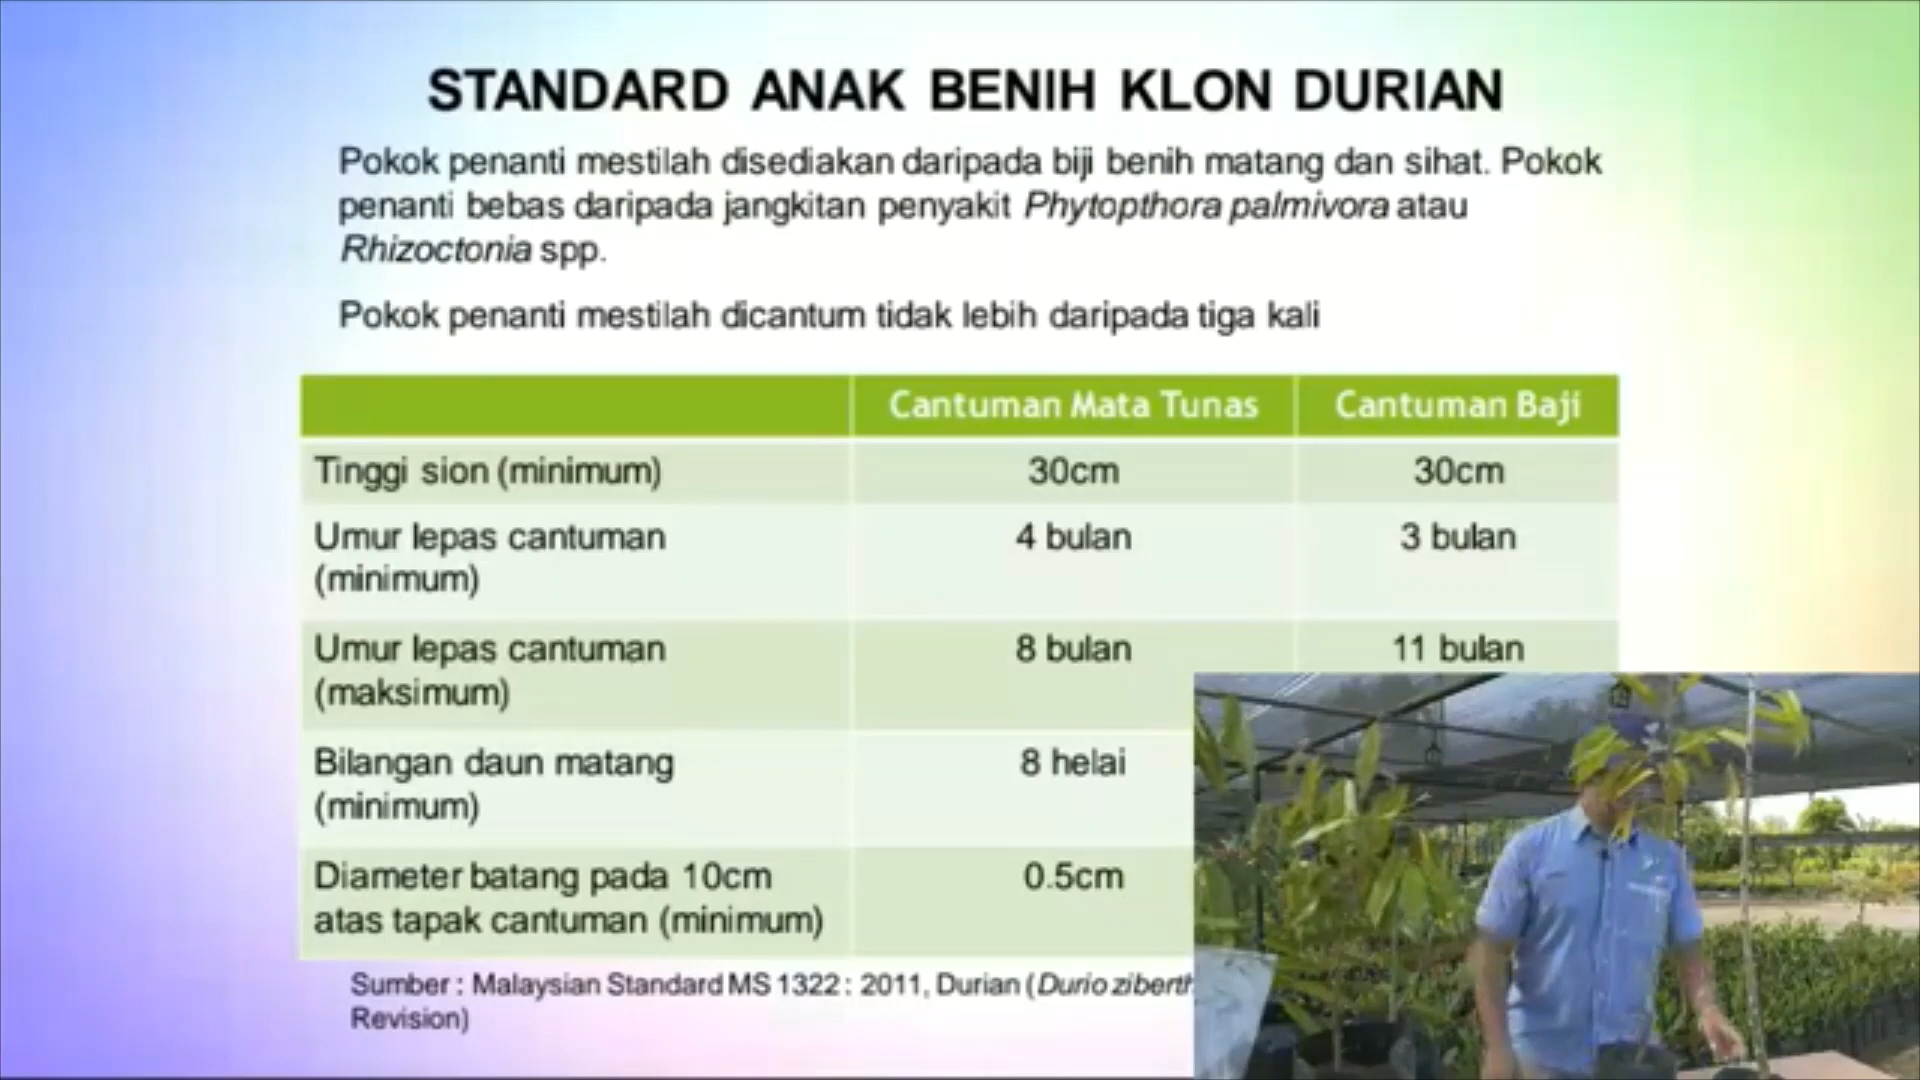 STANDARD ANAK BENIH KLON DURIAN
Pokok penanti mestilah disediakan daripada biji benih matang dan sihat. Pokok
penanti bebas daripada jangkitan penyakit Phytopthora palmivora atau
Rhizoctonia spp.
Pokok penanti mestilah dicantum tidak lebih daripada tiga kali
Cantuman Mata Tunas Cantuman Baji
Tinggi sion (minimum) 30cm 30cm
Umur lepas cantuman 4 bulan 3 bulan
(minimum)
Umur lepas cantuman 8 bulan 11 bulan
(maksimum)
Bilangan daun matang 8 helai
(minimum)
Diameter batang pada 10cm 0.5cm
atas tapak cantuman (minimum)
Sumber : Malaysian Standard MS 1322 : 2011, Durian (Durio ziberth
Revision)